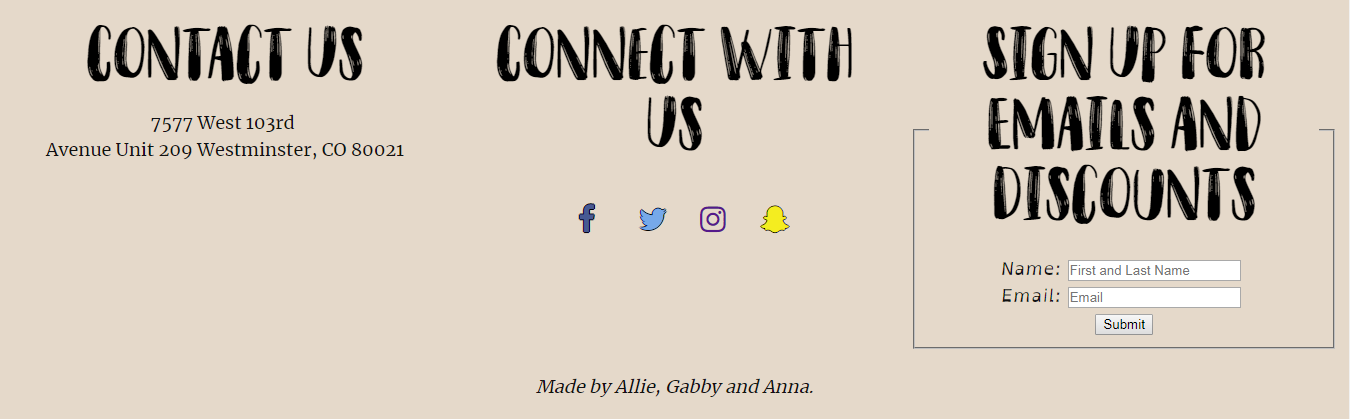 CONTACT US
7577 West 103rd
Avenue Unit 209 Westminster, CO 80021
CONNECT WITH
US
SIGN UP FOR
EMAILS AND
DISCOUNTS
Name: First and Last Name
Email: Email
Submit
Made by Allie, Gabby and Anna.